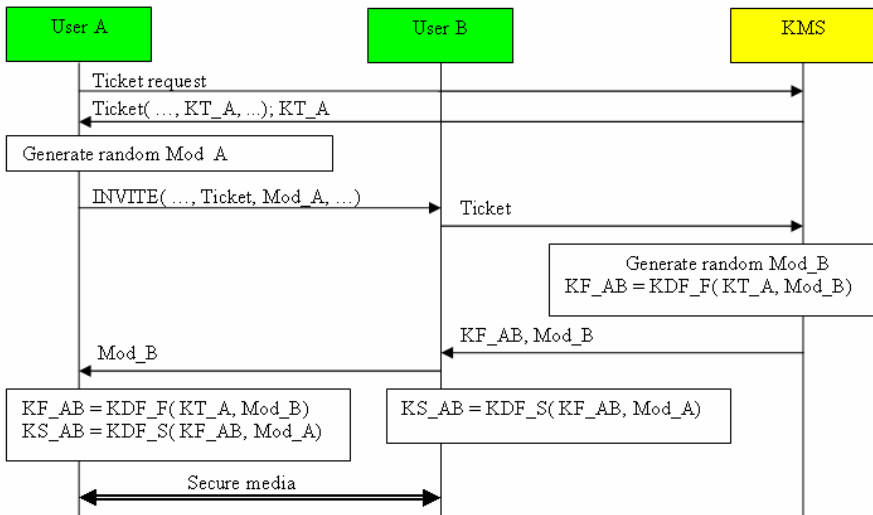 User A
User B
KMS
Ticket request
Ticket( ..., KT_A, ...); KT_A
Generate random Mod_A
INVITE( ..., Ticket, Mod_A, ...)
Ticket
Generate random Mod_B
KF_AB = KDF_F( KT_A, Mod_B)
KF_AB, Mod_B
Mod_B
KF_AB = KDF_F( KT_A, Mod_B)
KS_AB = KDF_S( KF_AB, Mod_A)
KS_AB = KDF_S( KF_AB, Mod_A)
Secure media